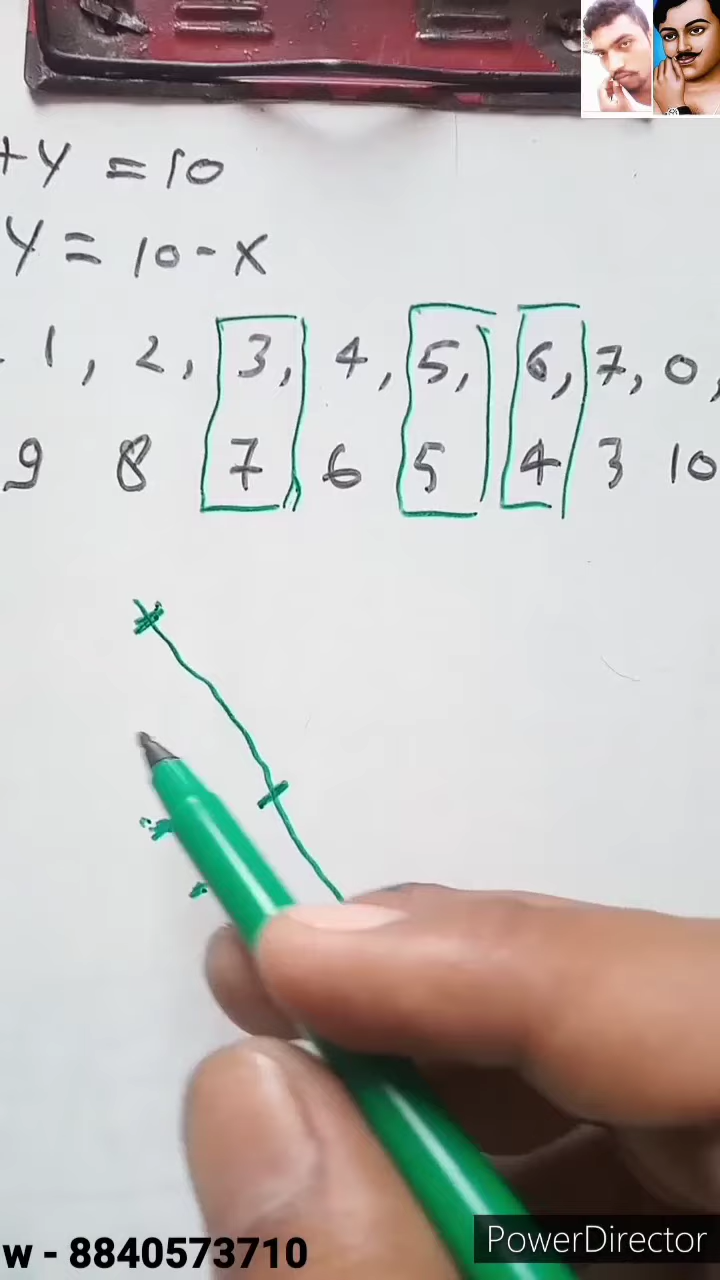 +y = 10
y = 10 - x
1, 2, 3, 4, 5, 6, 7, 0,
9 8 7 6 5 4 3 10
w - 8840573710
PowerDirector